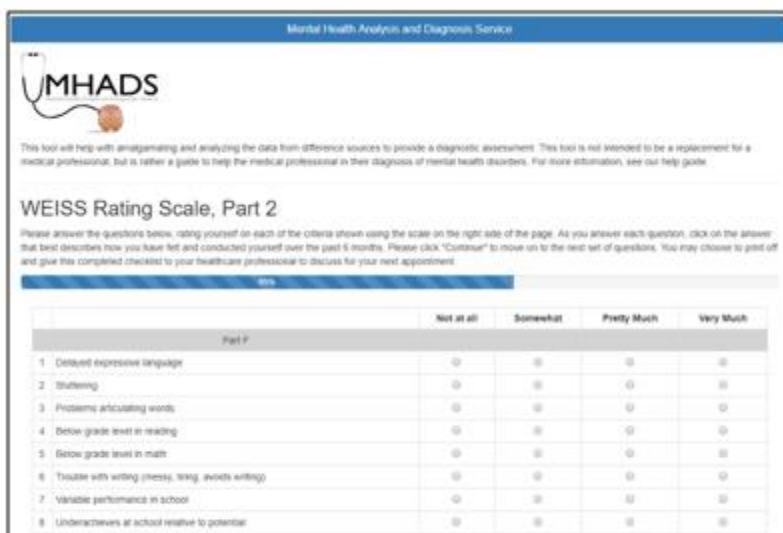 Mental Health Analysis and Diagnosis Service
MHADS
This tool will help with amalgamating and analyzing the data from difference sources to provide a diagnostic assessment. This tool is not intended to be a replacement for a
medical professional, but is rather a guide to help the medical professional in their diagnosis of mental health disorders. For more information, see our help guide.
WEISS Rating Scale, Part 2
Please answer the questions below, rating yourself on each of the criteria shown using the scale on the right side of the page. As you answer each question, click on the answer
that best describes how you have felt and conducted yourself over the past 6 months. Please click "Continue" to move on to the next set of questions. You may choose to print off
and give this completed checklist to your healthcare professional to discuss for your next appointment.
Not at all Somewhat Pretty Much Very Much
Part F
1 Delayed expressive language
2 Stuttering
3 Problems articulating words
4 Below grade level in reading
5 Below grade level in math
6 Trouble with writing (messy, tiring, avoids writing)
7 Variable performance in school
8 Underachieves at school relative to potential